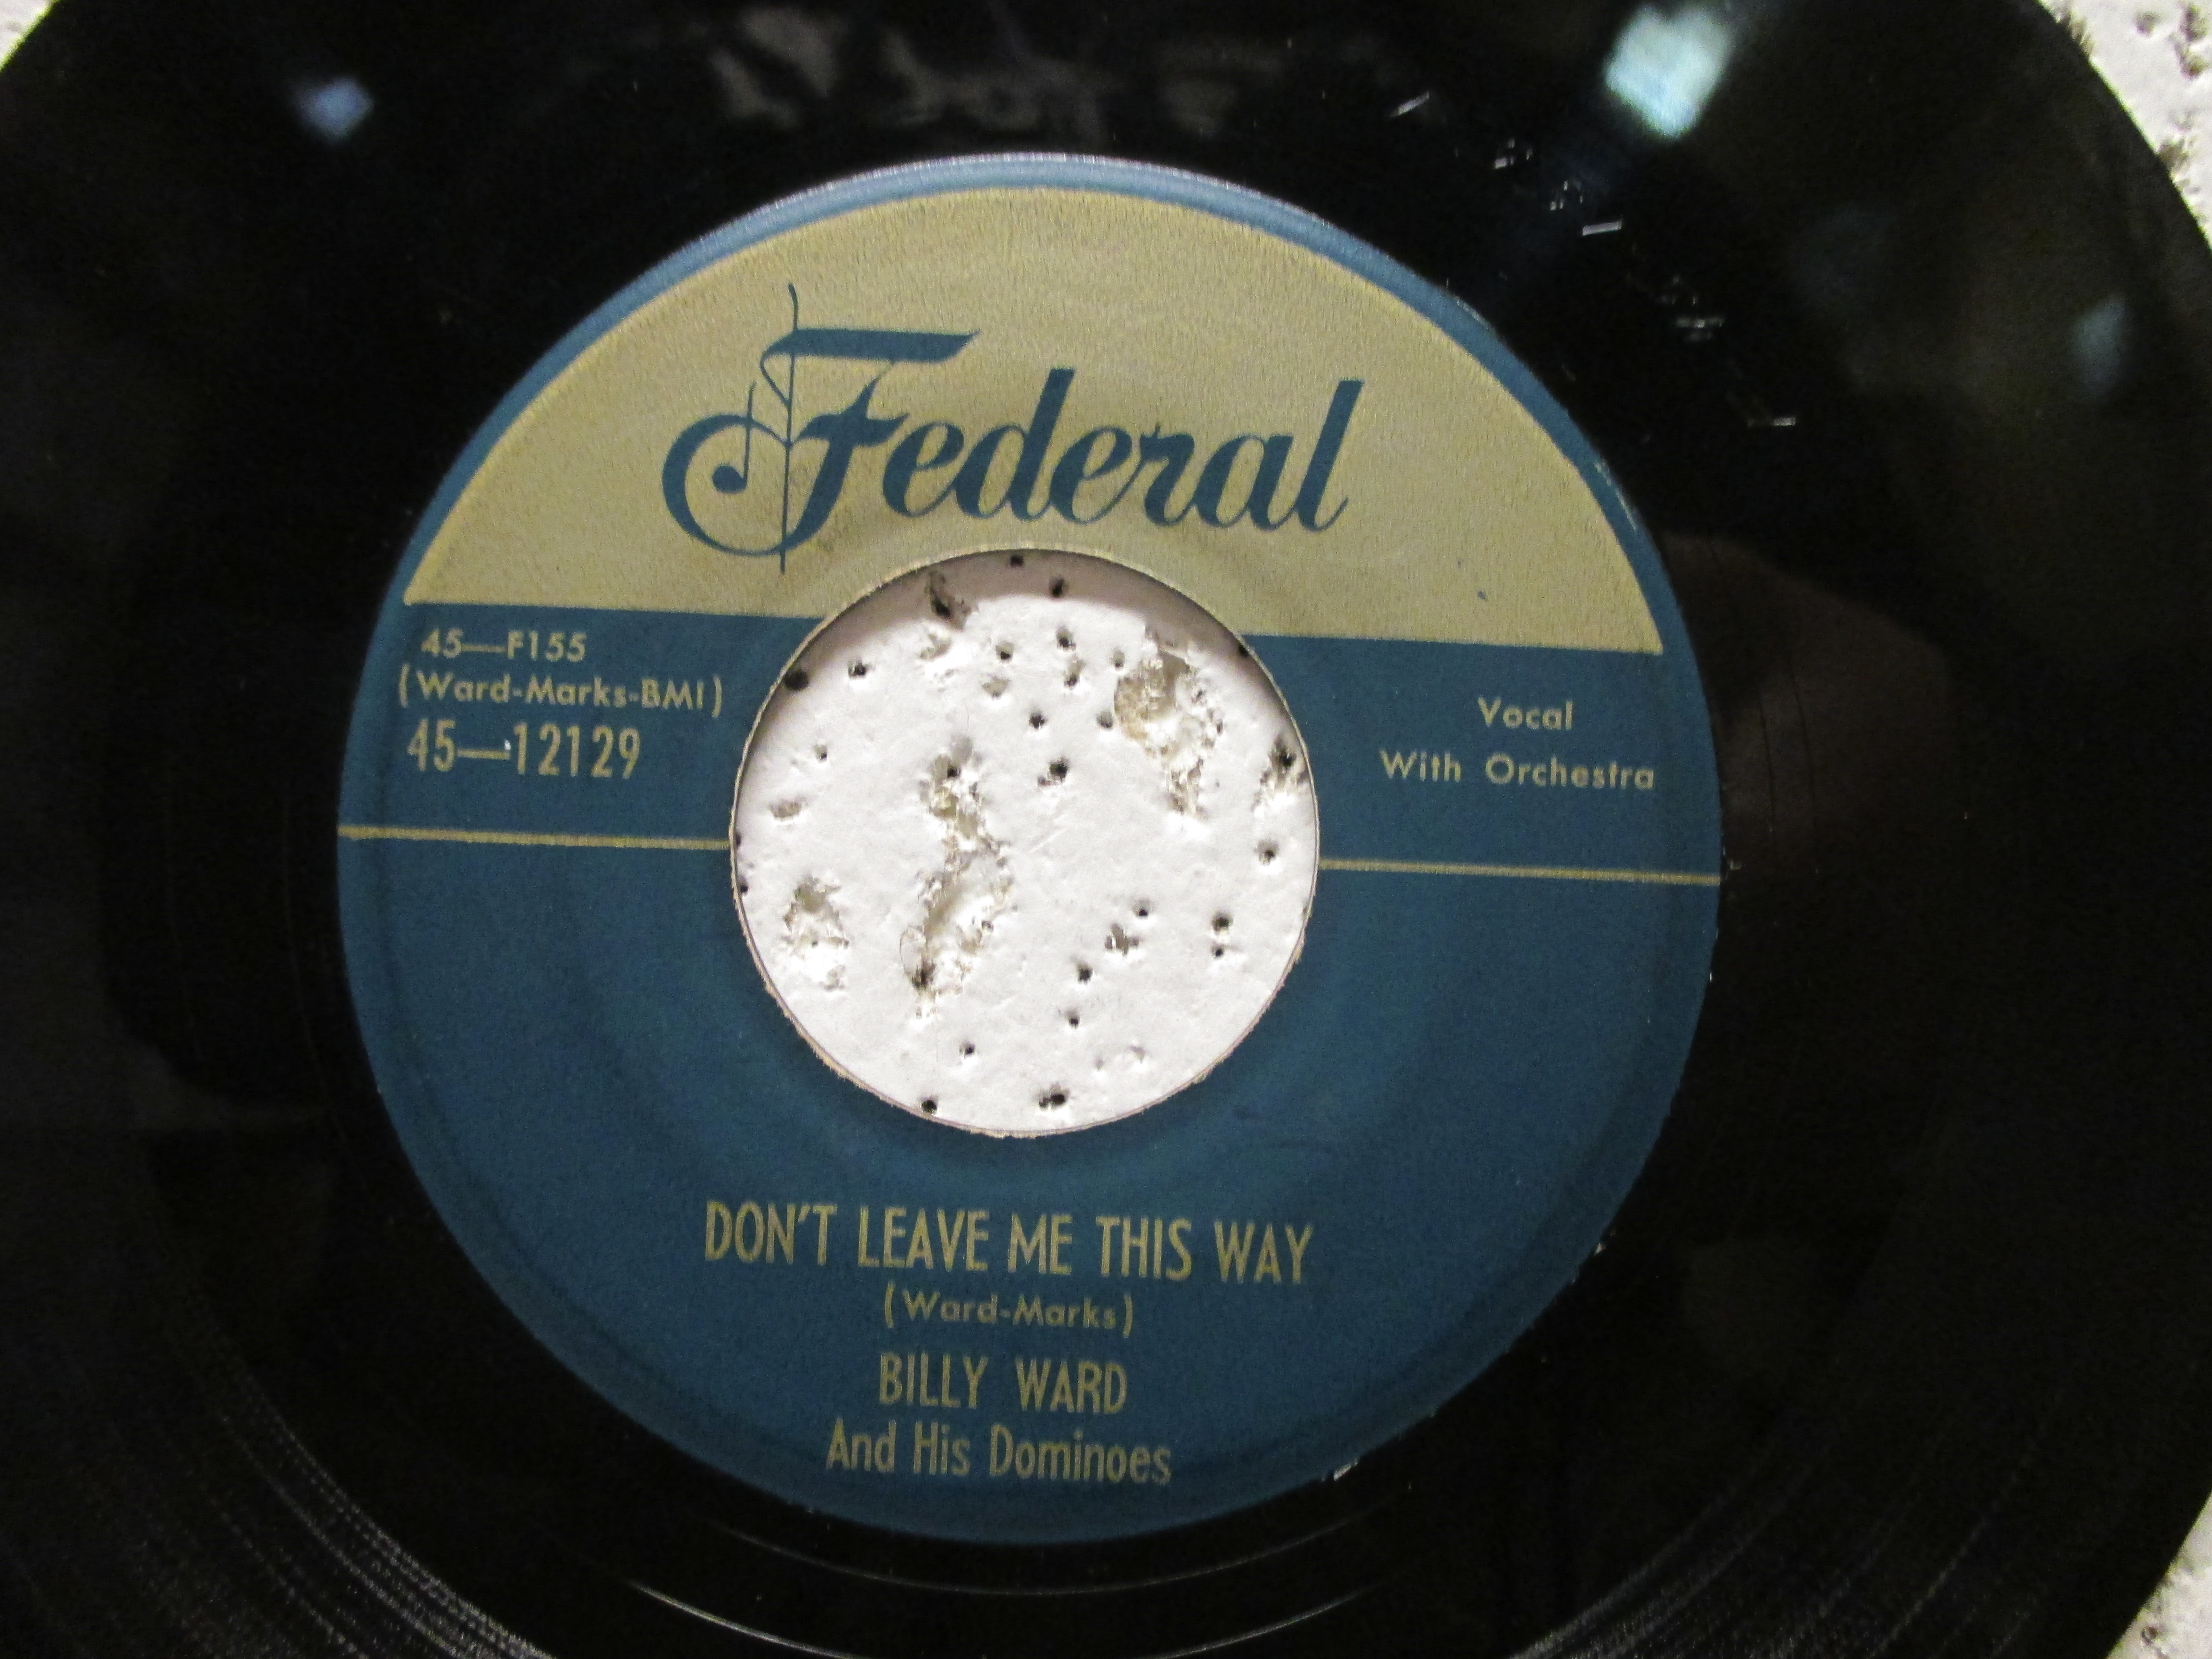 Federal
45—F155
(Ward-Marks-BMI)
45—12129
Vocal
With Orchestra
DON'T LEAVE ME THIS WAY
(Ward-Marks)
BILLY WARD
And His Dominoes